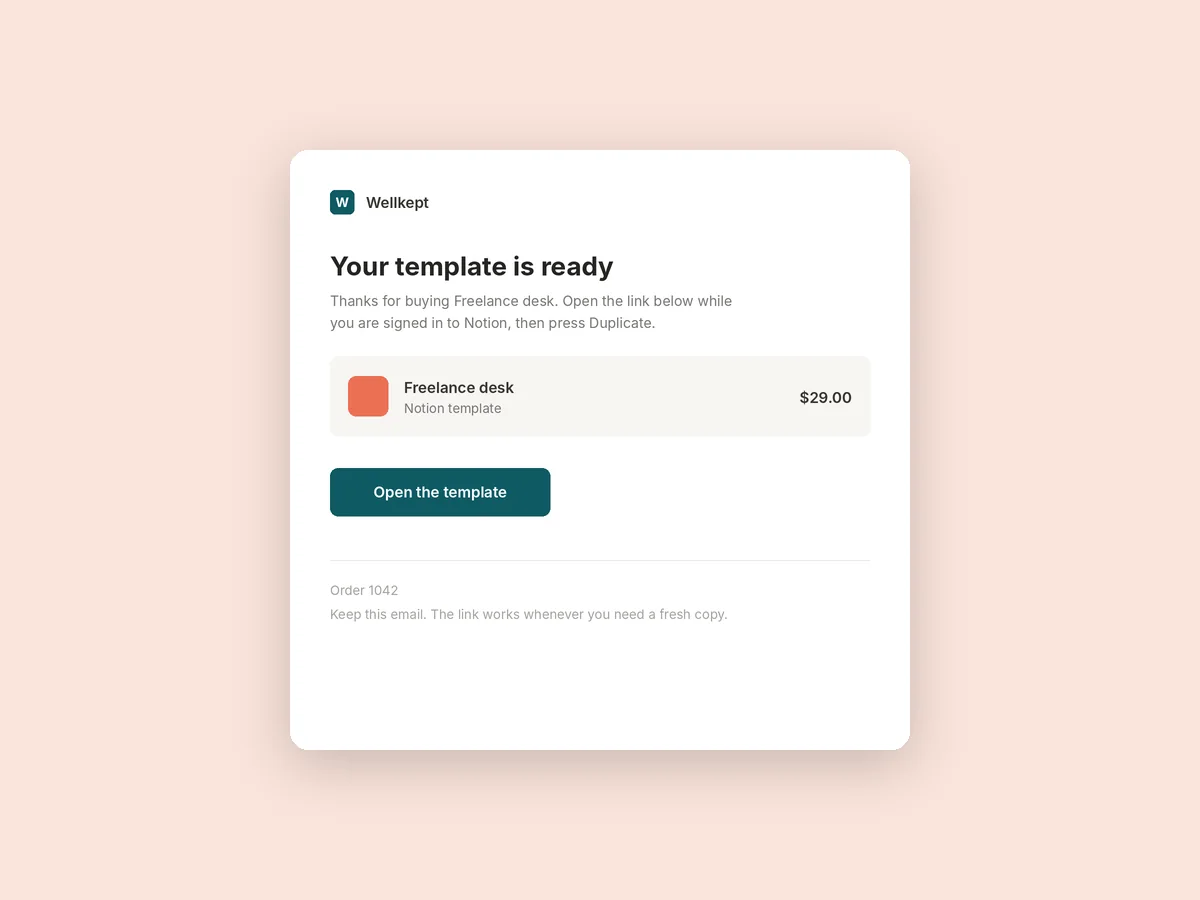 W Wellkept
Your template is ready
Thanks for buying Freelance desk. Open the link below while
you are signed in to Notion, then press Duplicate.
Freelance desk
Notion template
$29.00
Open the template
Order 1042
Keep this email. The link works whenever you need a fresh copy.